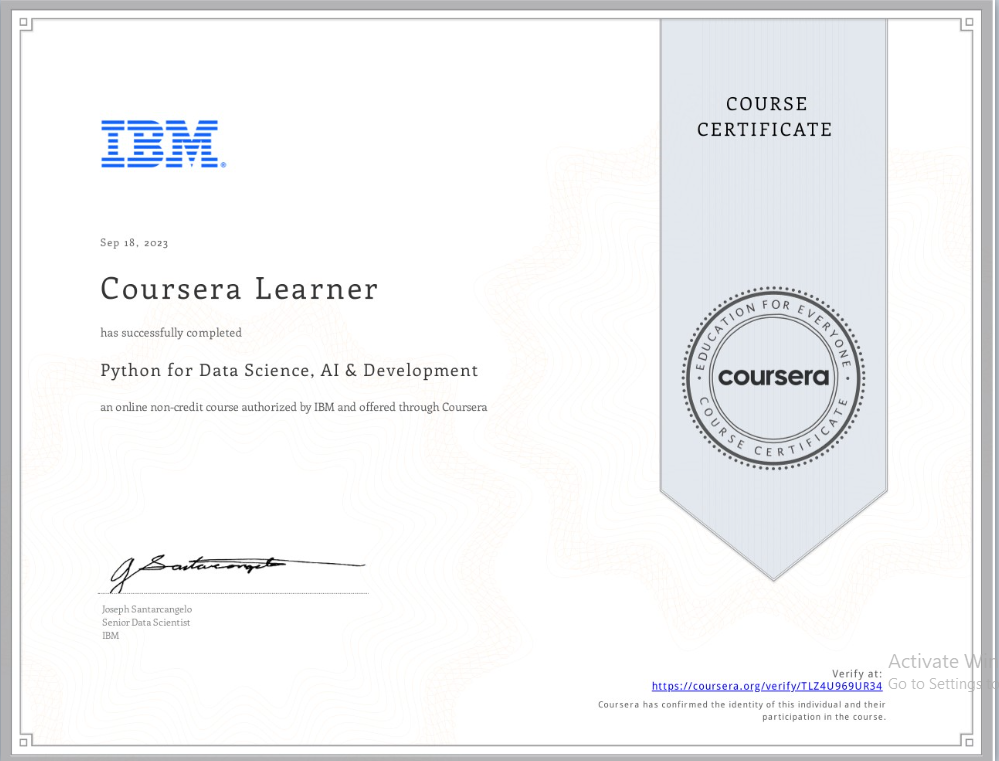 IBM
COURSE
CERTIFICATE
Sep 18, 2023
Coursera Learner
has successfully completed
Python for Data Science, AI & Development
an online non-credit course authorized by IBM and offered through Coursera
EDUCATION FOR EVERYONE
coursera
COURSE CERTIFICATE
J Santarcangelo
Joseph Santarcangelo
Senior Data Scientist
IBM
Verify at:
https://coursera.org/verify/TLZ4U969UR34
Coursera has confirmed the identity of this individual and their
participation in the course.
Activate Win
Go to Settings